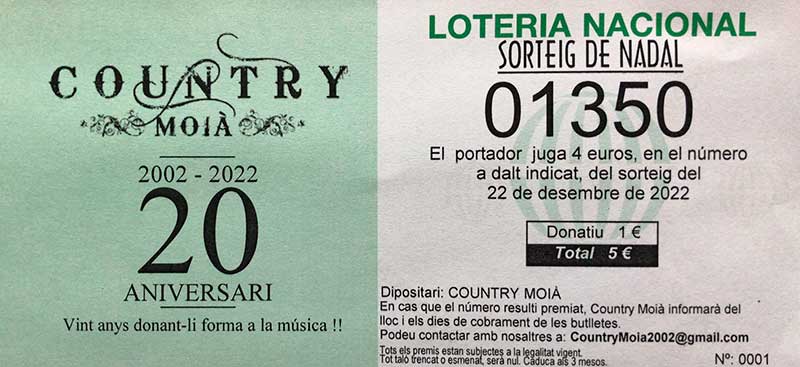 COUNTRY
MOIÀ
2002 - 2022
20
ANIVERSARI
Vint anys donant-li forma a la música !!
LOTERIA NACIONAL
SORTEIG DE NADAL
01350
El portador juga 4 euros, en el número
a dalt indicat, del sorteig del
22 de desembre de 2022
Donatiu 1 €
Total 5 €
Dipositari: COUNTRY MOIÀ
En cas que el número resulti premiat, Country Moià informarà del
lloc i els dies de cobrament de les butlletes.
Podeu contactar amb nosaltres a: CountryMoia2002@gmail.com
Tots els premis estan subjectes a la legalitat vigent.
Tot taló trencat o esmenat, serà nul. Caduca als 3 mesos.
Nº: 0001